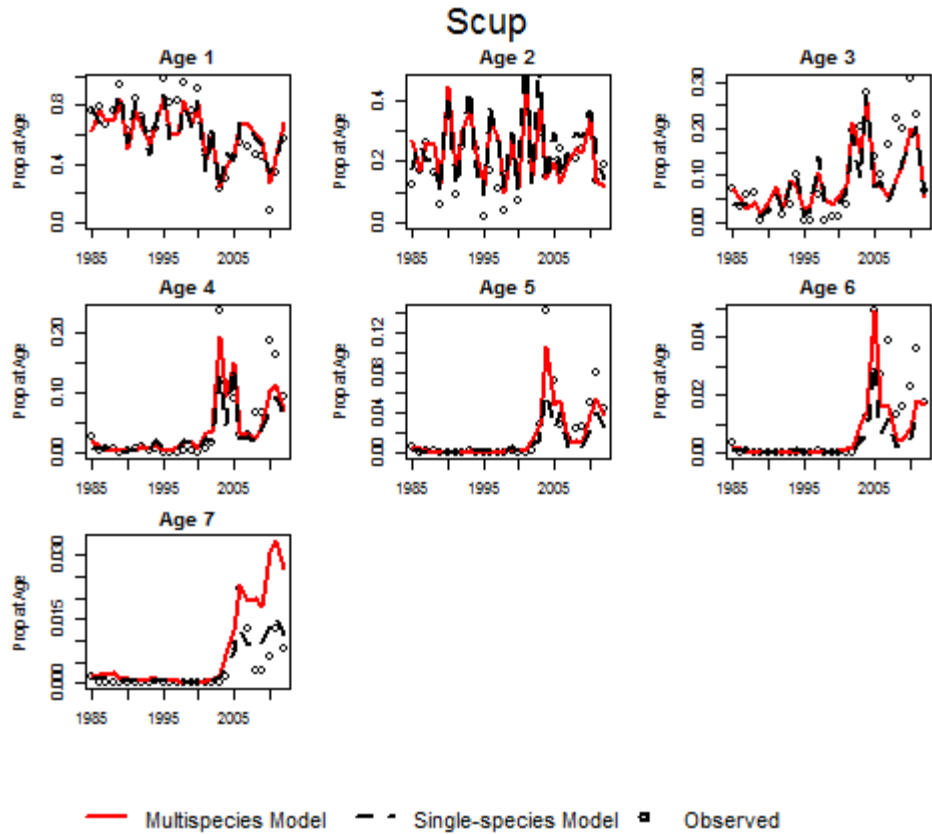 Scup
Age 1
Age 2
Age 3
Prop at Age
0.0 0.4 0.8
1985 1995 2005
Prop at Age
0.0 0.2 0.4
1985 1995 2005
Prop at Age
0.00 0.10 0.20 0.30
1985 1995 2005
Age 4
Age 5
Age 6
Prop at Age
0.00 0.10 0.20
1985 1995 2005
Prop at Age
0.00 0.04 0.08 0.12
1985 1995 2005
Prop at Age
0.00 0.02 0.04
1985 1995 2005
Age 7
Prop at Age
0.000 0.015 0.030
1985 1995 2005
Multispecies Model
Single-species Model
Observed